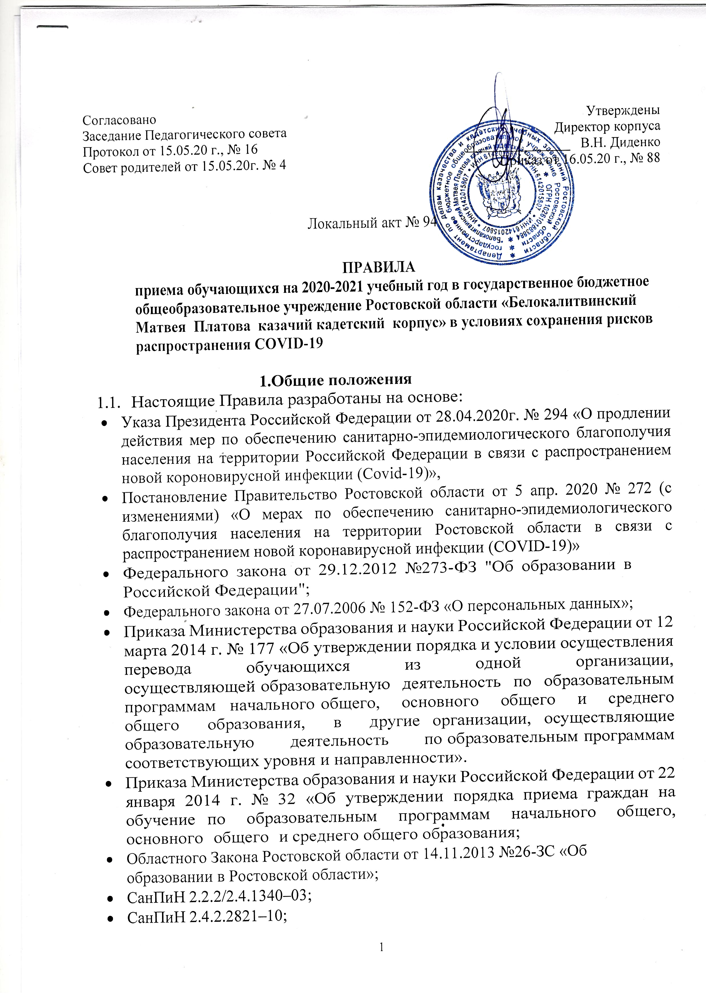 Согласовано
Заседание Педагогического совета
Протокол от 15.05.20 г., № 16
Совет родителей от 15.05.20г. № 4
Утверждены
Директор корпуса
В.Н. Диденко
Приказ от 16.05.20 г., № 88
Департамент по делам казачества и кадетских учебных заведений Ростовской области
государственное бюджетное общеобразовательное учреждение Ростовской области
"Белокалитвинский Матвея Платова казачий кадетский корпус" * ОГРН 1026101883884 *
ИНН 6142015807 • ИНН 6142015807 • ИНН 6142015807
Локальный акт № 94
ПРАВИЛА
приема обучающихся на 2020-2021 учебный год в государственное бюджетное
общеобразовательное учреждение Ростовской области «Белокалитвинский
Матвея Платова казачий кадетский корпус» в условиях сохранения рисков
распространения COVID-19
1.Общие положения
1.1. Настоящие Правила разработаны на основе:
• Указа Президента Российской Федерации от 28.04.2020г. № 294 «О продлении
действия мер по обеспечению санитарно-эпидемиологического благополучия
населения на территории Российской Федерации в связи с распространением
новой короновирусной инфекции (Covid-19)»,
• Постановление Правительство Ростовской области от 5 апр. 2020 № 272 (с
изменениями) «О мерах по обеспечению санитарно-эпидемиологического
благополучия населения на территории Ростовской области в связи с
распространением новой коронавирусной инфекции (COVID-19)»
• Федерального закона от 29.12.2012 №273-ФЗ "Об образовании в
Российской Федерации";
• Федерального закона от 27.07.2006 № 152-ФЗ «О персональных данных»;
• Приказа Министерства образования и науки Российской Федерации от 12
марта 2014 г. № 177 «Об утверждении порядка и условии осуществления
перевода обучающихся из одной организации,
осуществляющей образовательную деятельность по образовательным
программам начального общего, основного общего и среднего
общего образования, в другие организации, осуществляющие
образовательную деятельность по образовательным программам
соответствующих уровня и направленности».
• Приказа Министерства образования и науки Российской Федерации от 22
января 2014 г. № 32 «Об утверждении порядка приема граждан на
обучение по образовательным программам начального общего,
основного общего и среднего общего образования;
• Областного Закона Ростовской области от 14.11.2013 №26-ЗС «Об
образовании в Ростовской области»;
• СанПиН 2.2.2/2.4.1340–03;
• СанПиН 2.4.2.2821–10;
1